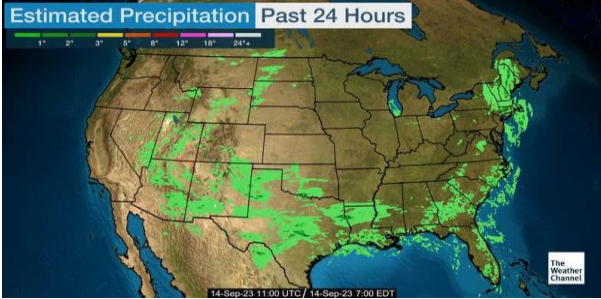 Estimated Precipitation Past 24 Hours
1" 2" 3" 5" 8" 12" 18" 24"+
The
Weather
Channel
14-Sep-23 11:00 UTC / 14-Sep-23 7:00 EDT